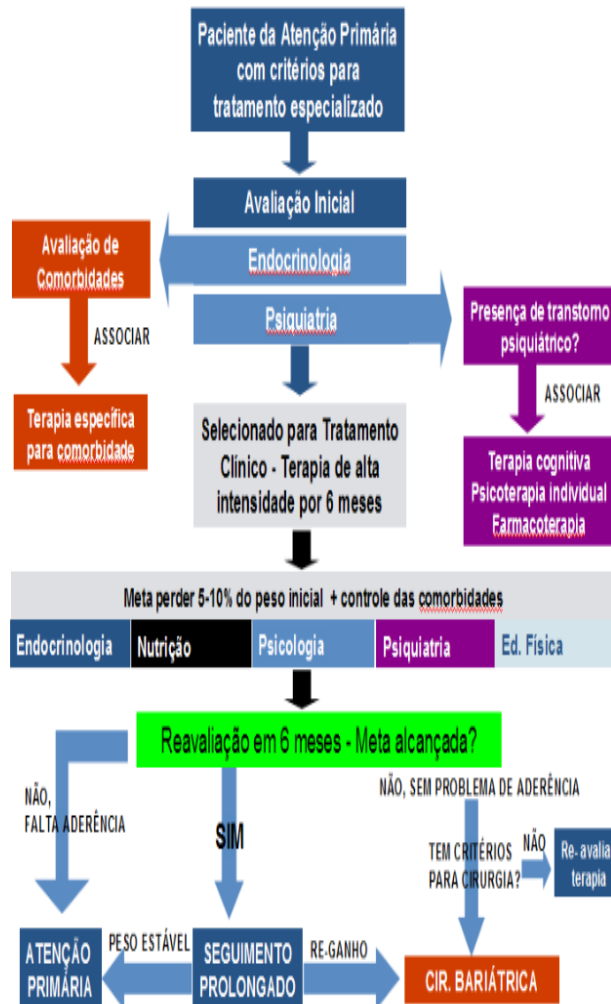 Paciente da Atenção Primária
com critérios para
tratamento especializado
Avaliação Inicial
Avaliação de
Comorbidades
Endocrinologia
Psiquiatria
Presença de transtorno
psiquiátrico?
ASSOCIAR
ASSOCIAR
Terapia específica
para comorbidade
Selecionado para Tratamento
Clinico - Terapia de alta
intensidade por 6 meses
Terapia cognitiva
Psicoterapia individual
Farmacoterapia
Meta perder 5-10% do peso inicial + controle das comorbidades
Endocrinologia
Nutrição
Psicologia
Psiquiatria
Ed. Física
Reavaliação em 6 meses - Meta alcançada?
NÃO,
FALTA ADERÊNCIA
SIM
NÃO, SEM PROBLEMA DE ADERÊNCIA
TEM CRITÉRIOS
PARA CIRURGIA?
NÃO
Re- avalia
terapia
ATENÇÃO
PRIMÁRIA
PESO ESTÁVEL
SEGUIMENTO
PROLONGADO
RE-GANHO
CIR. BARIÁTRICA